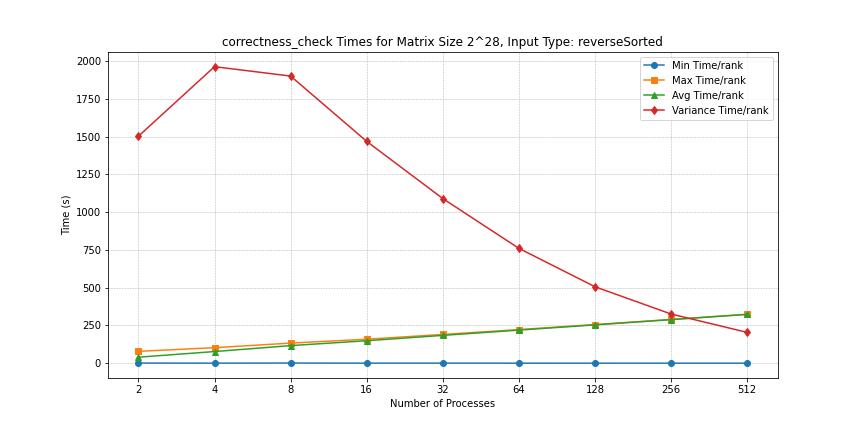 correctness_check Times for Matrix Size 2^28, Input Type: reverseSorted
Min Time/rank
Max Time/rank
Avg Time/rank
Variance Time/rank
Time (s)
2000
1750
1500
1250
1000
750
500
250
0
2 4 8 16 32 64 128 256 512
Number of Processes